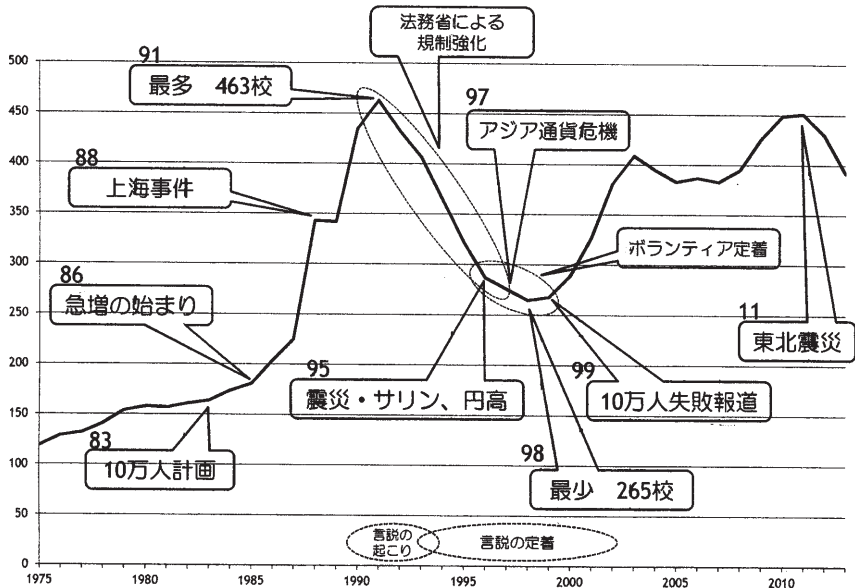 法務省による
規制強化
91
最多　463校
97
アジア通貨危機
88
上海事件
ボランティア定着
86
急増の始まり
11
東北震災
95
震災・サリン、円高
99
10万人失敗報道
83
10万人計画
98
最少　265校
言説の
起こり
言説の定着
500
450
400
350
300
250
200
150
100
50
0
1975
1980
1985
1990
1995
2000
2005
2010